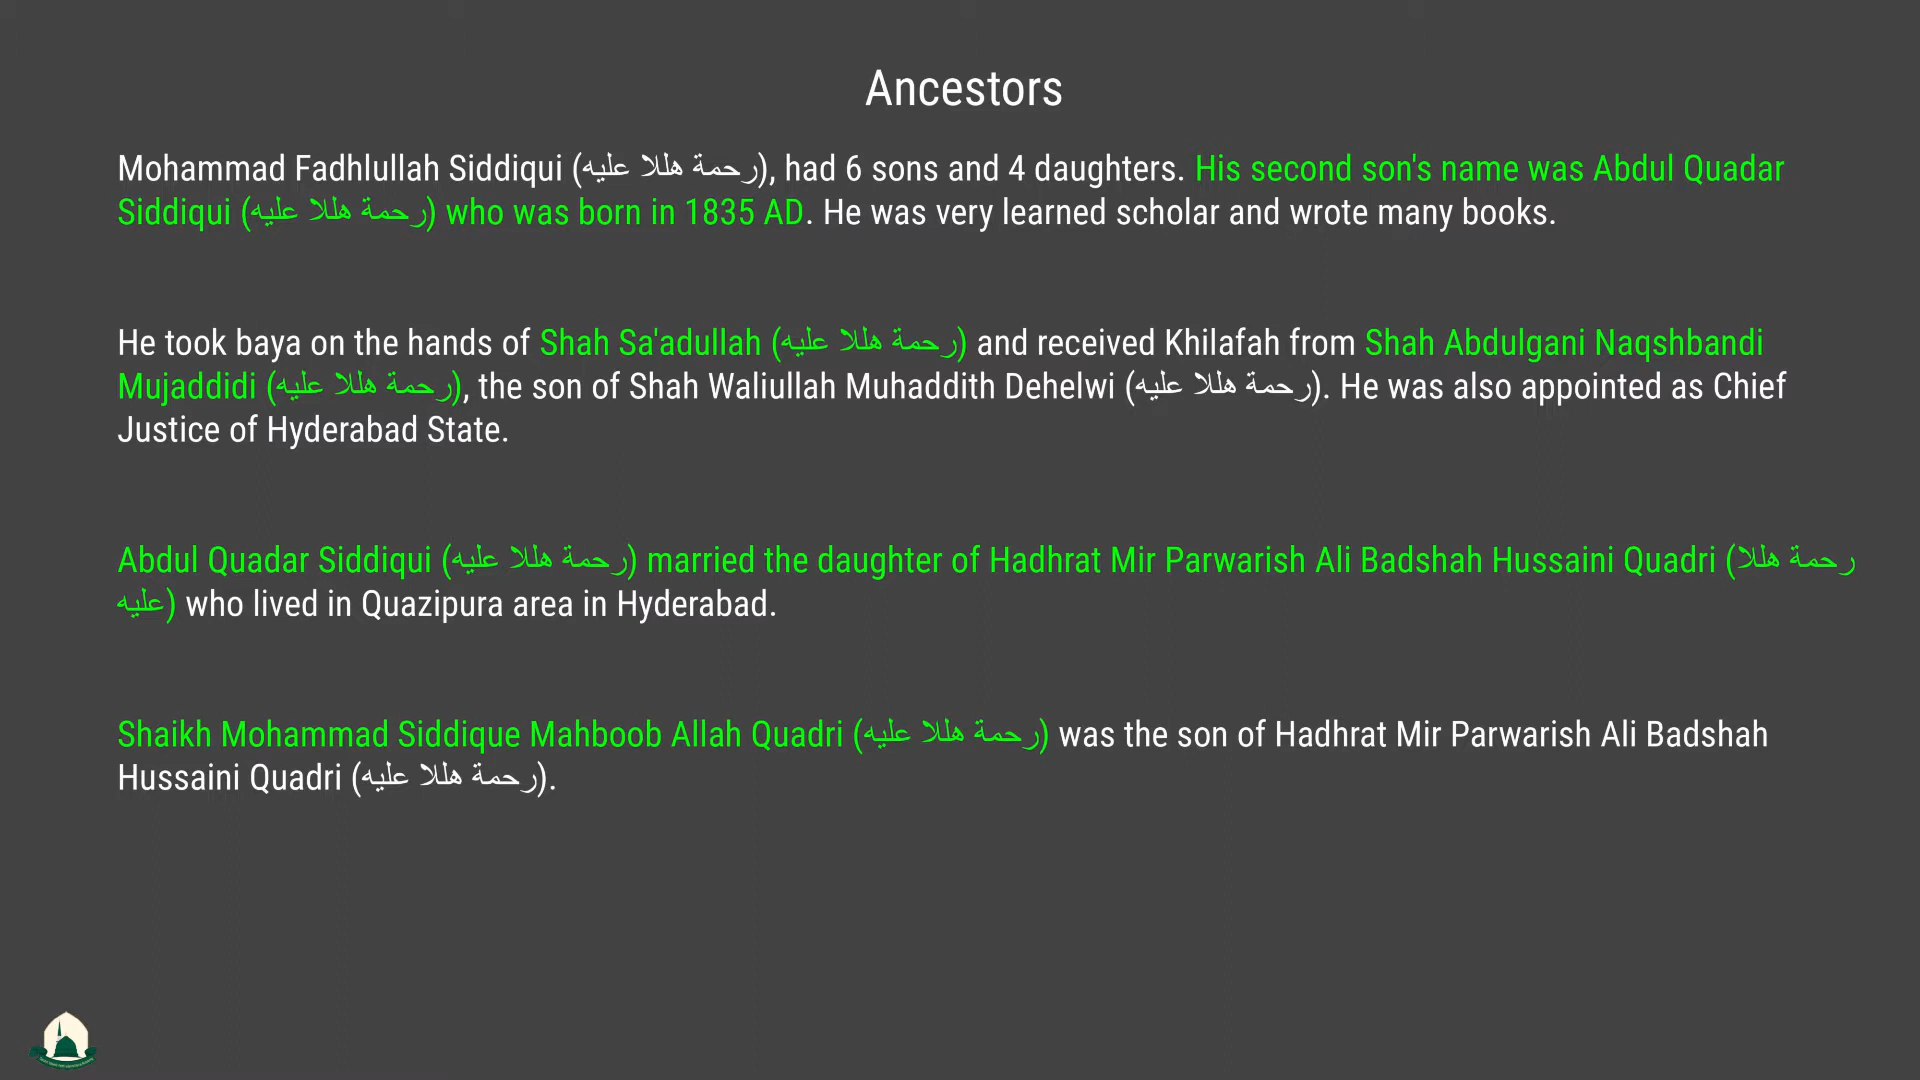 Ancestors
Mohammad Fadhlullah Siddiqui (رحمة هللا عليه), had 6 sons and 4 daughters. His second son's name was Abdul Quadar
Siddiqui (رحمة هللا عليه) who was born in 1835 AD. He was very learned scholar and wrote many books.
He took baya on the hands of Shah Sa'adullah (رحمة هللا عليه) and received Khilafah from Shah Abdulgani Naqshbandi
Mujaddidi (رحمة هللا عليه), the son of Shah Waliullah Muhaddith Dehelwi (رحمة هللا عليه). He was also appointed as Chief
Justice of Hyderabad State.
Abdul Quadar Siddiqui (رحمة هللا عليه) married the daughter of Hadhrat Mir Parwarish Ali Badshah Hussaini Quadri (رحمة هللا
عليه) who lived in Quazipura area in Hyderabad.
Shaikh Mohammad Siddique Mahboob Allah Quadri (رحمة هللا عليه) was the son of Hadhrat Mir Parwarish Ali Badshah
Hussaini Quadri (رحمة هللا عليه).